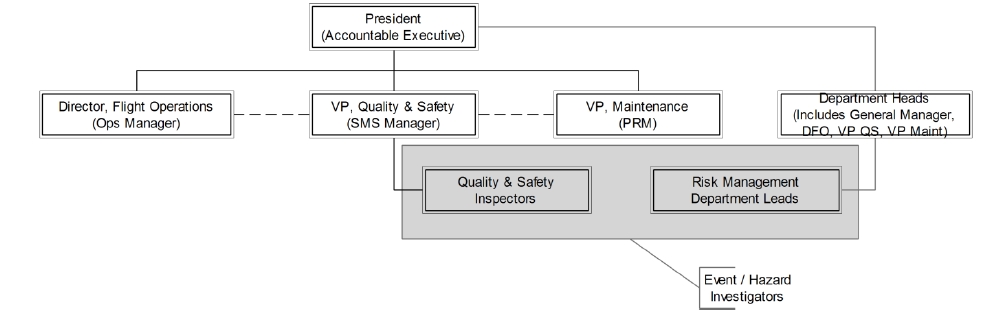 President
(Accountable Executive)
Director, Flight Operations
(Ops Manager)
VP, Quality & Safety
(SMS Manager)
VP, Maintenance
(PRM)
Department Heads
(Includes General Manager,
DFO, VP QS, VP Maint)
Quality & Safety
Inspectors
Risk Management
Department Leads
Event / Hazard
Investigators